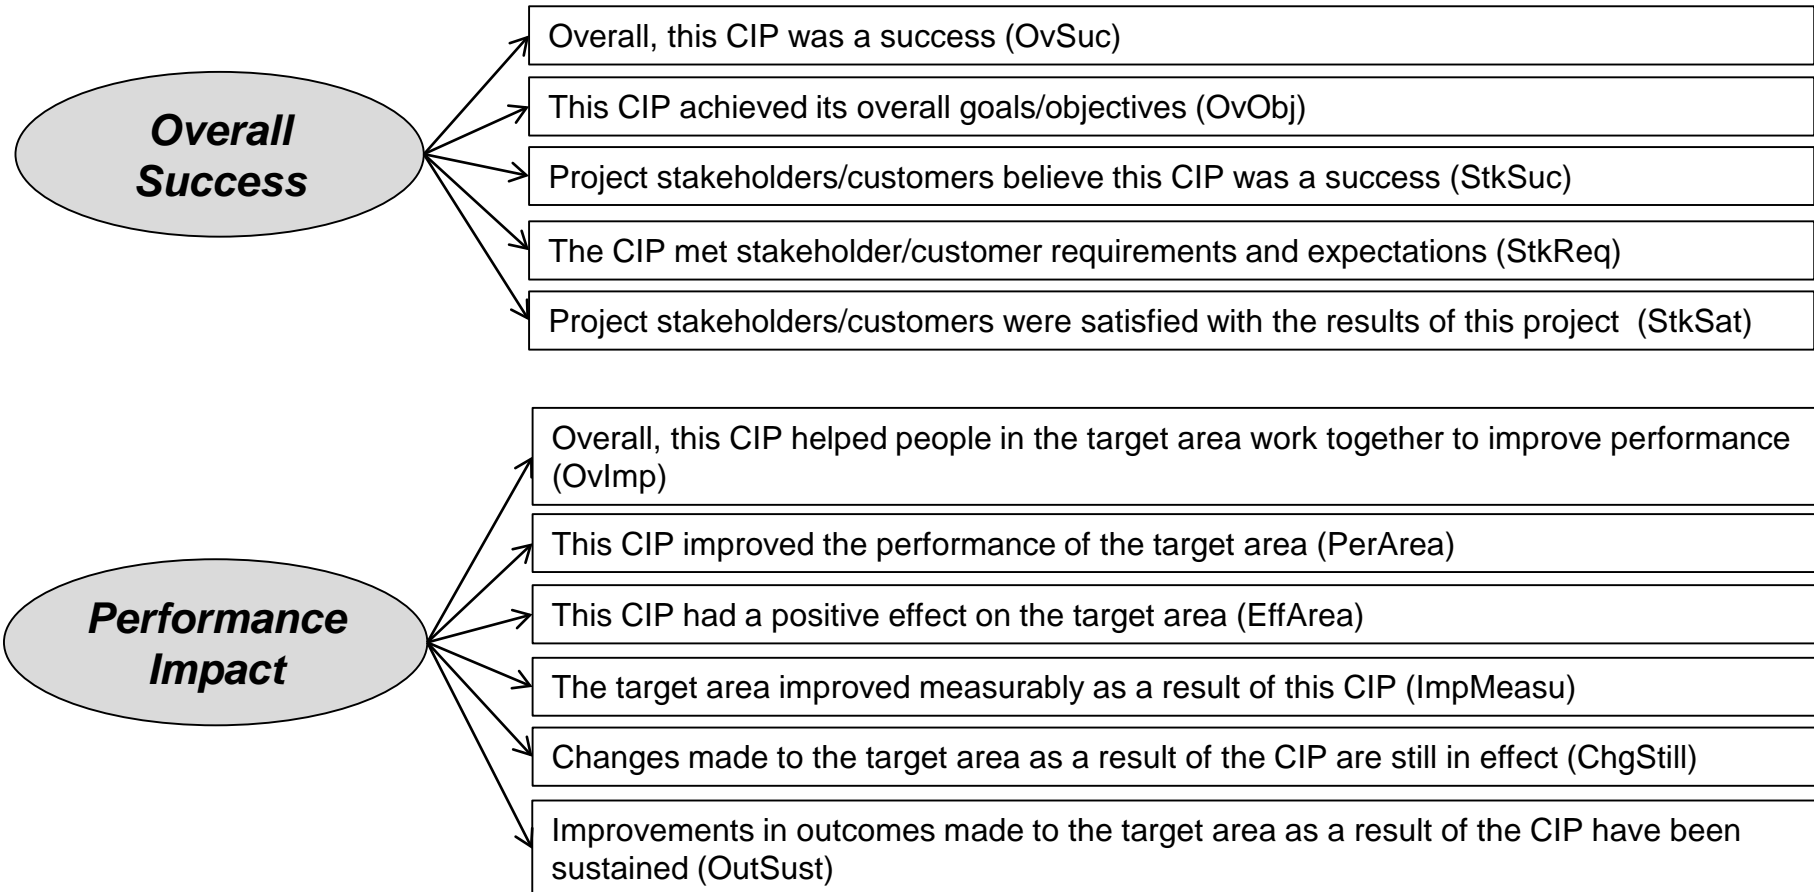 Overall
Success
Overall, this CIP was a success (OvSuc)
This CIP achieved its overall goals/objectives (OvObj)
Project stakeholders/customers believe this CIP was a success (StkSuc)
The CIP met stakeholder/customer requirements and expectations (StkReq)
Project stakeholders/customers were satisfied with the results of this project (StkSat)
Performance
Impact
Overall, this CIP helped people in the target area work together to improve performance
(OvImp)
This CIP improved the performance of the target area (PerArea)
This CIP had a positive effect on the target area (EffArea)
The target area improved measurably as a result of this CIP (ImpMeasu)
Changes made to the target area as a result of the CIP are still in effect (ChgStill)
Improvements in outcomes made to the target area as a result of the CIP have been
sustained (OutSust)